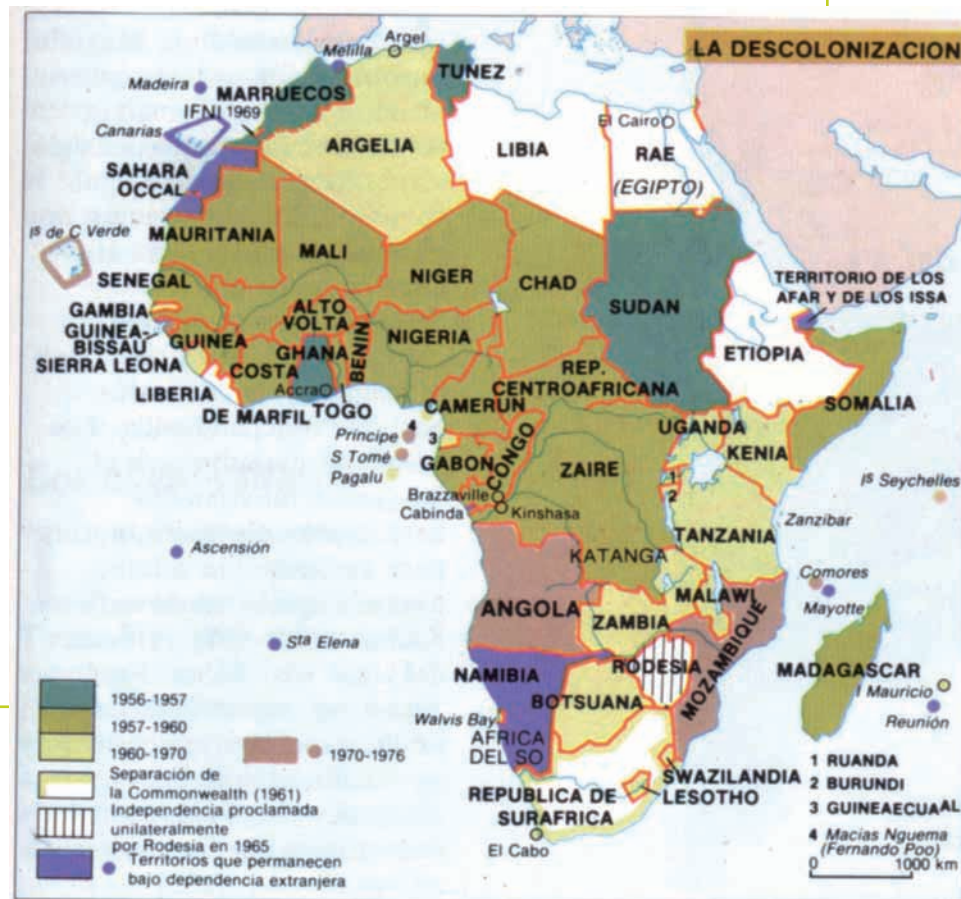 LA DESCOLONIZACION
Argel
Melilla
Madeira
MARRUECOS
TUNEZ
IFNI 1969
Canarias
El Cairo
ARGELIA
LIBIA
RAE
(EGIPTO)
SAHARA
OCCAL
Iˢ de C Verde
MAURITANIA
MALI
NIGER
CHAD
SUDAN
TERRITORIO DE LOS
AFAR Y DE LOS ISSA
SENEGAL
GAMBIA
GUINEA-
BISSAU
GUINEA
SIERRA LEONA
ALTO
VOLTA
BENIN
NIGERIA
GHANA
COSTA
DE MARFIL
Accra
TOGO
LIBERIA
REP.
CENTROAFRICANA
ETIOPIA
SOMALIA
CAMERUN
UGANDA
KENIA
Principe
4
3
S Tomé
Pagalu
GABON
CONGO
ZAIRE
1
2
Iˢ Seychelles
Brazzaville
Cabinda
Kinshasa
TANZANIA
Zanzibar
Ascensión
KATANGA
Comores
Mayotte
ANGOLA
ZAMBIA
MALAWI
MOZAMBIQUE
Sᵗᵃ Elena
NAMIBIA
RODESIA
MADAGASCAR
I Mauricio
Reunión
BOTSUANA
Walvis Bay
AFRICA
DEL SO
SWAZILANDIA
LESOTHO
REPUBLICA DE
SURAFRICA
El Cabo
1956-1957
1957-1960
1960-1970
1970-1976
Separación de
la Commonwealth (1961)
Independencia proclamada
unilateralmente
por Rodesia en 1965
Territorios que permanecen
bajo dependencia extranjera
1 RUANDA
2 BURUNDI
3 GUINEAECUAAL
4 Macias Nguema
(Fernando Poo)
0 1000 km